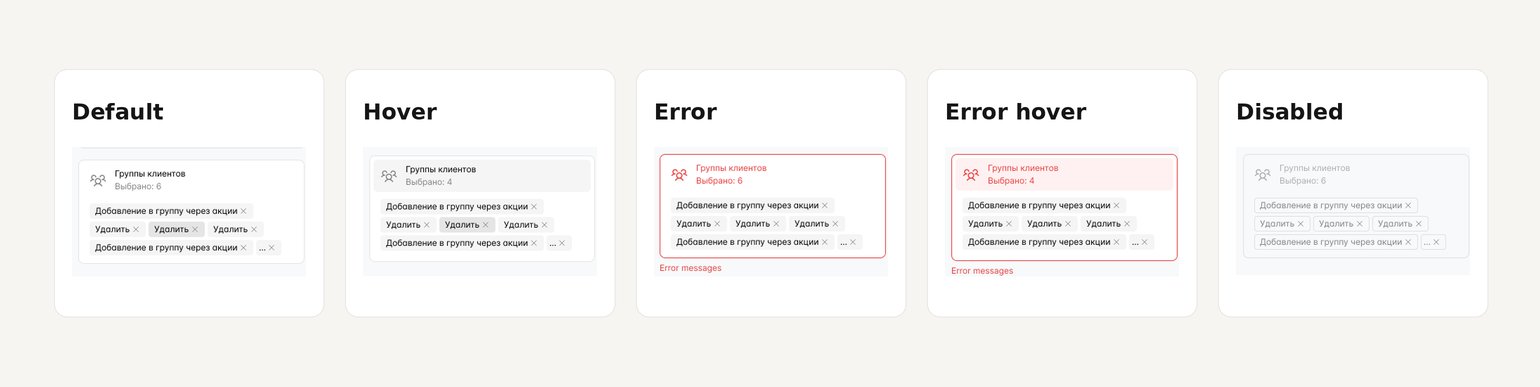 Default
Группы клиентов
Выбрано: 6
Добавление в группу через акции
Удалить Удалить Удалить
Добавление в группу через акции ...
Hover
Группы клиентов
Выбрано: 4
Добавление в группу через акции
Удалить Удалить Удалить
Добавление в группу через акции ...
Error
Группы клиентов
Выбрано: 6
Добавление в группу через акции
Удалить Удалить Удалить
Добавление в группу через акции ...
Error messages
Error hover
Группы клиентов
Выбрано: 4
Добавление в группу через акции
Удалить Удалить Удалить
Добавление в группу через акции ...
Error messages
Disabled
Группы клиентов
Выбрано: 6
Добавление в группу через акции
Удалить Удалить Удалить
Добавление в группу через акции ...